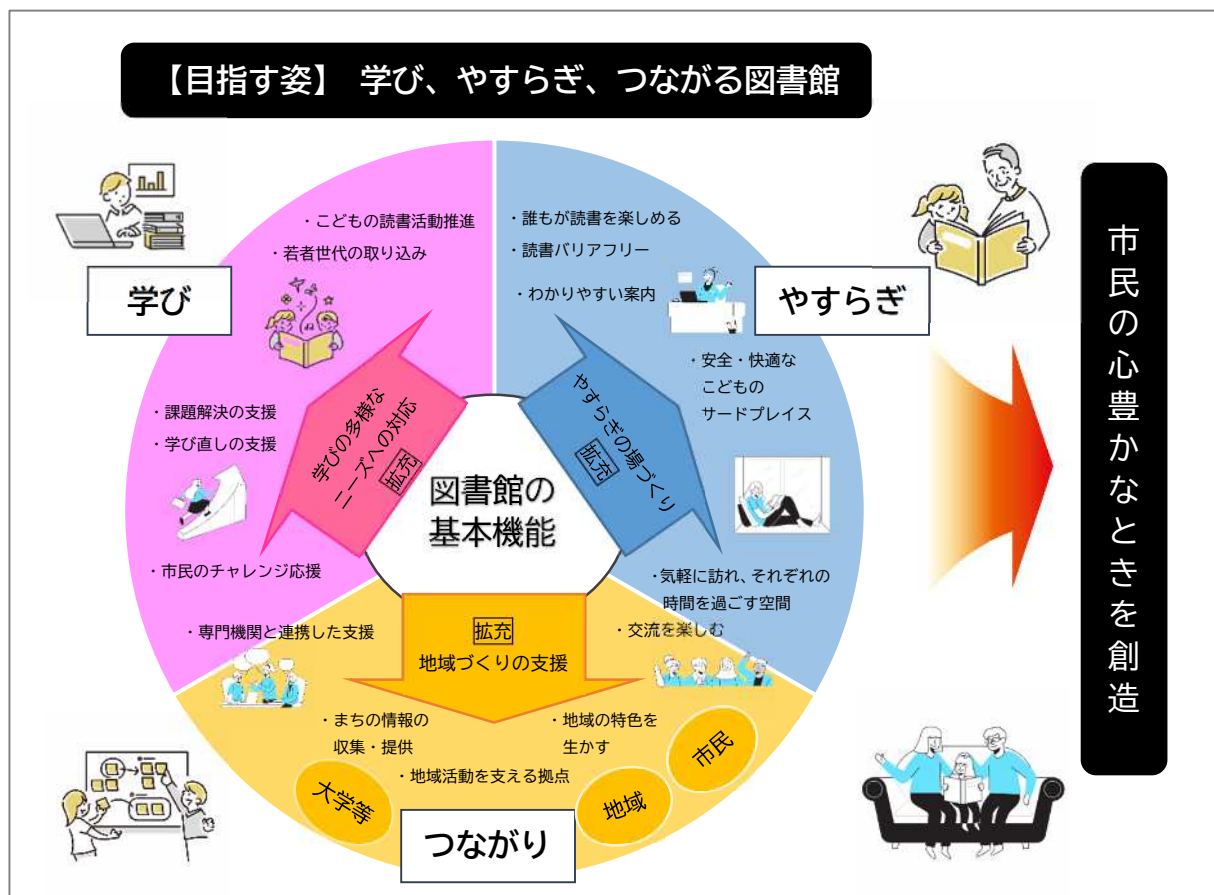 【目指す姿】 学び、やすらぎ、つながる図書館
学び
・こどもの読書活動推進
・若者世代の取り込み
・課題解決の支援
・学び直しの支援
・市民のチャレンジ応援
学びの多様な
ニーズへの対応
拡充
やすらぎ
・誰もが読書を楽しめる
・読書バリアフリー
・わかりやすい案内
・安全・快適な
こどもの
サードプレイス
・気軽に訪れ、それぞれの
時間を過ごす空間
・交流を楽しむ
やすらぎの場づくり
拡充
図書館の
基本機能
拡充
地域づくりの支援
・専門機関と連携した支援
・まちの情報の
収集・提供
・地域の特色を
生かす
・地域活動を支える拠点
大学等
地域
市民
つながり
市民の心豊かなときを創造